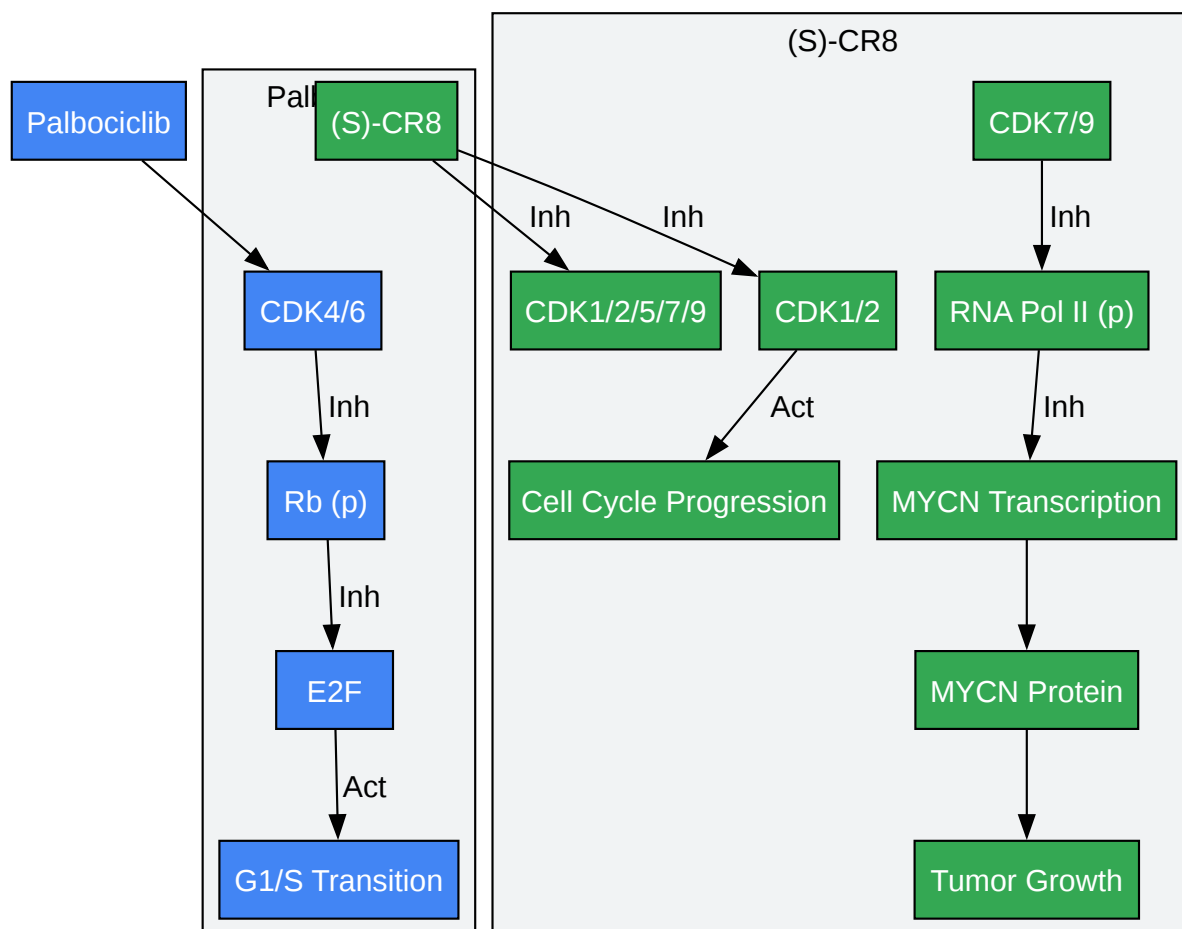 (S)-CR8
Palbociclib
(S)-CR8
CDK7/9
Inh
Inh
Inh
CDK4/6
CDK1/2/5/7/9
CDK1/2
RNA Pol II (p)
Inh
Act
Inh
Rb (p)
Cell Cycle Progression
MYCN Transcription
Inh
E2F
MYCN Protein
Act
G1/S Transition
Tumor Growth